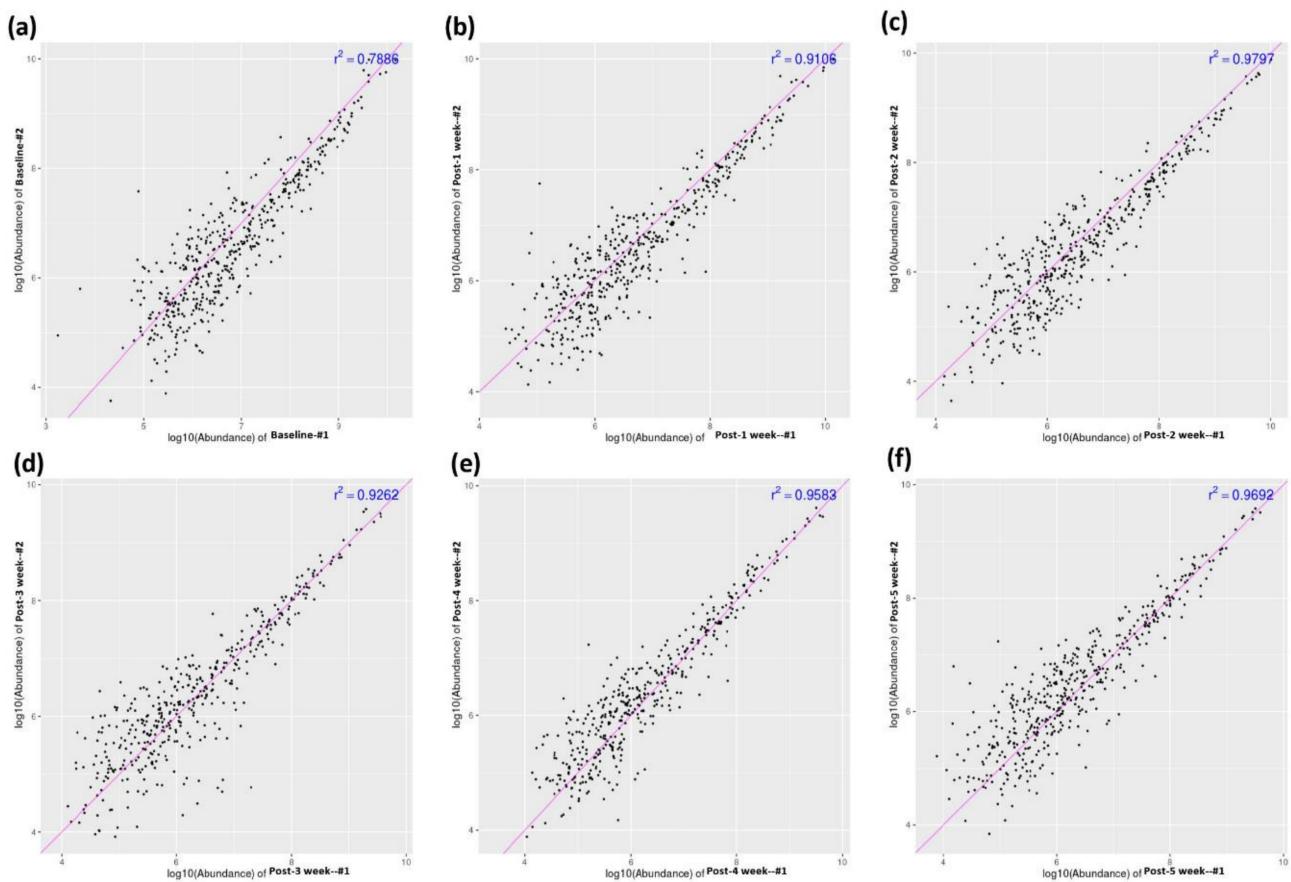 (a)
r² = 0.7886
log10(Abundance) of Baseline-#2
10
8
6
4
3
5
7
9
log10(Abundance) of Baseline-#1
(b)
r² = 0.9106
log10(Abundance) of Post-1 week--#2
10
8
6
4
4
6
8
10
log10(Abundance) of Post-1 week--#1
(c)
r² = 0.9797
log10(Abundance) of Post-2 week--#2
10
8
6
4
4
6
8
10
log10(Abundance) of Post-2 week--#1
(d)
r² = 0.9262
log10(Abundance) of Post-3 week--#2
10
8
6
4
4
6
8
10
log10(Abundance) of Post-3 week--#1
(e)
r² = 0.9583
log10(Abundance) of Post-4 week--#2
10
8
6
4
4
6
8
10
log10(Abundance) of Post-4 week--#1
(f)
r² = 0.9692
log10(Abundance) of Post-5 week--#2
10
8
6
4
4
6
8
10
log10(Abundance) of Post-5 week--#1